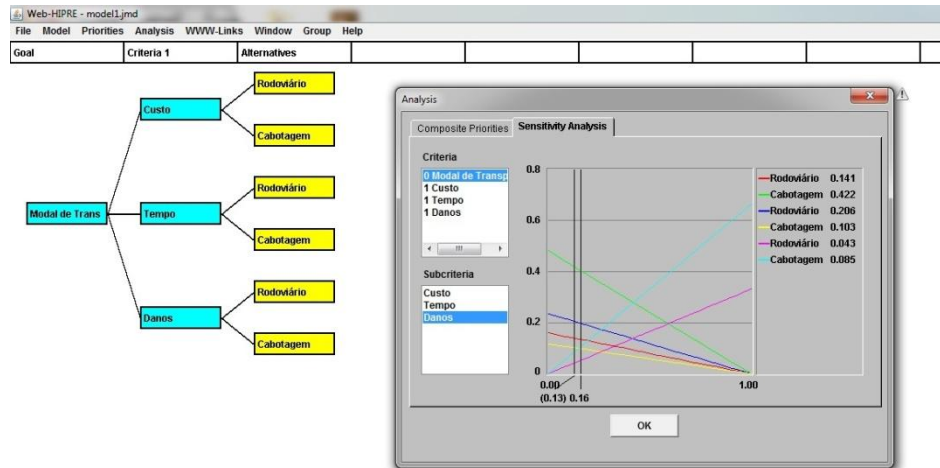 Web-HIPRE - model1.jmd
File Model Priorities Analysis WWW-Links Window Group Help
Goal Criteria 1 Alternatives
Modal de Trans
Custo
Tempo
Danos
Rodoviário
Cabotagem
Rodoviário
Cabotagem
Rodoviário
Cabotagem
Analysis
Composite Priorities Sensitivity Analysis
Criteria
0 Modal de Transp
1 Custo
1 Tempo
1 Danos
Subcriteria
Custo
Tempo
Danos
0.8
0.6
0.4
0.2
0
0.00 1.00
(0.13) 0.16
Rodoviário 0.141
Cabotagem 0.422
Rodoviário 0.206
Cabotagem 0.103
Rodoviário 0.043
Cabotagem 0.085
OK